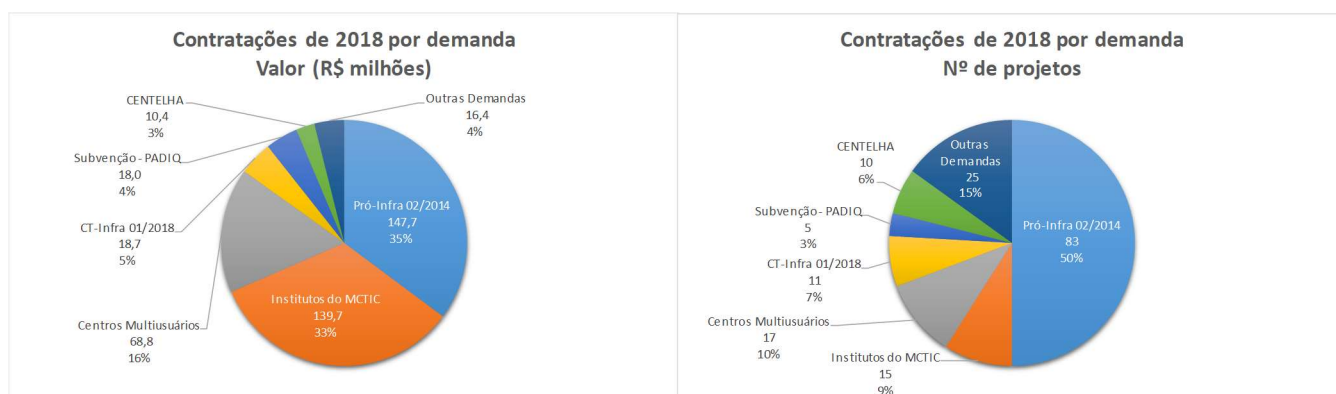 Contratações de 2018 por demanda
Valor (R$ milhões)
CENTELHA
10,4
3%
Outras Demandas
16,4
4%
Subvenção - PADIQ
18,0
4%
Pró-Infra 02/2014
147,7
35%
CT-Infra 01/2018
18,7
5%
Institutos do MCTIC
139,7
33%
Centros Multiusuários
68,8
16%
Contratações de 2018 por demanda
Nº de projetos
Outras
Demandas
25
15%
CENTELHA
10
6%
Subvenção - PADIQ
5
3%
Pró-Infra 02/2014
83
50%
CT-Infra 01/2018
11
7%
Centros Multiusuários
17
10%
Institutos do MCTIC
15
9%